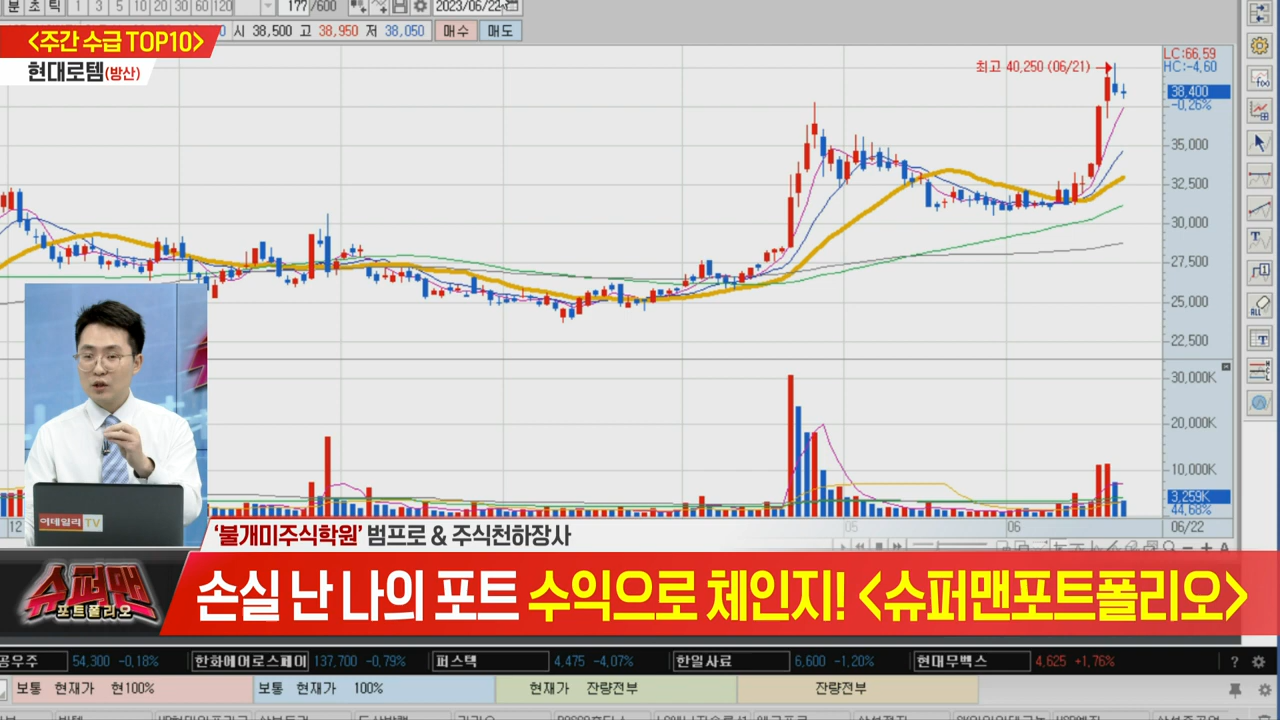 분 초 틱 1 3 5 10 20 30 60 120 177 /600 2023/06/22
<주간 수급 TOP10>
시 38,500 고 38,950 저 38,050 매수 매도
현대로템(방산)
LC:66,59
최고 40,250 (06/21)
HC:-4,60
38,400
-0,26%
35,000
32,500
30,000
27,500
25,000
22,500
30,000K
20,000K
10,000K
3,259K
44,68%
12 05 06 06/22
이데일리 TV
'불개미주식학원' 범프로 & 주식천하장사
슈퍼맨
포트폴리오
손실 난 나의 포트 수익으로 체인지! <슈퍼맨포트폴리오>
공우주 54,300 -0,18% 한화에어로스페이 137,700 -0,79% 퍼스텍 4,475 -4,07% 한일사료 6,600 -1,20% 현대무벡스 4,625 +1,76%
보통 현재가 현100% 보통 현재가 100% 현재가 잔량전부 잔량전부